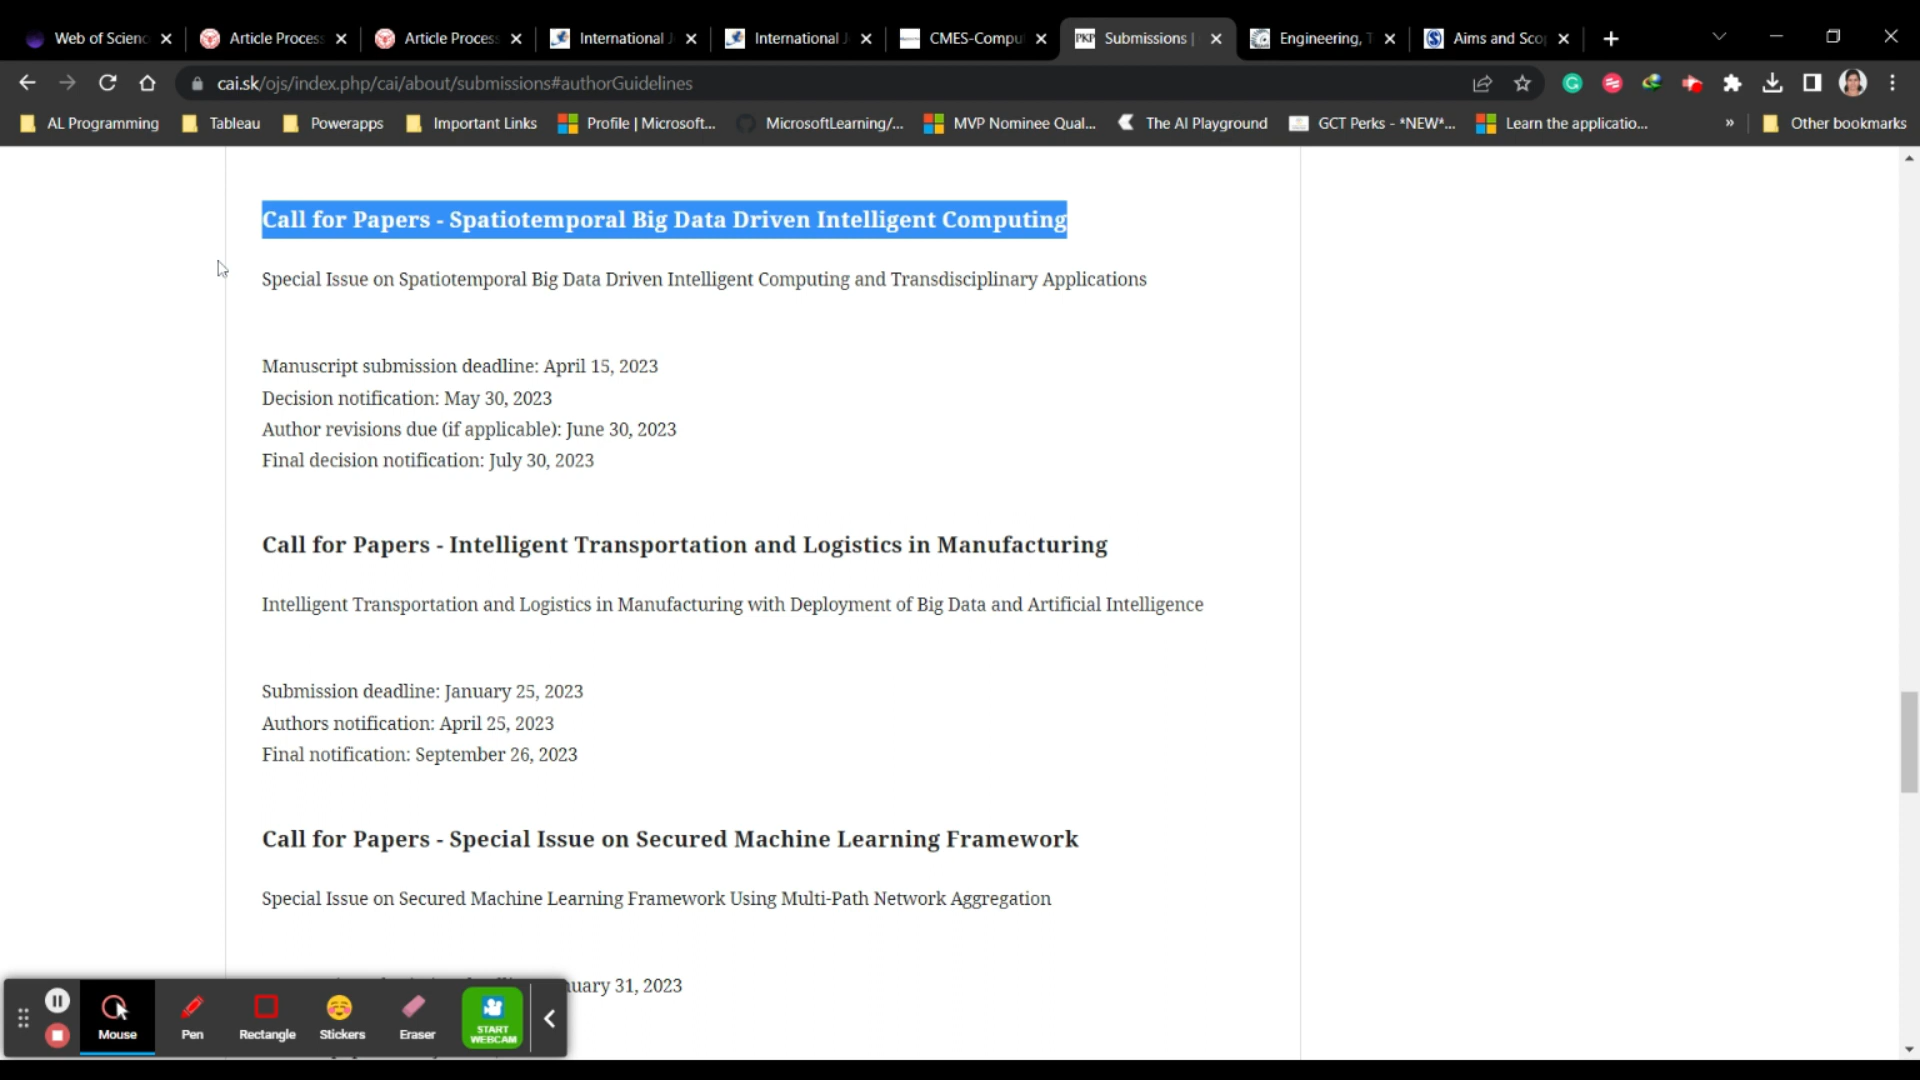 Web of Scienc
Article Process
Article Process
International J
International J
CMES-Compu
PKP Submissions |
Engineering, T
Aims and Sco
cai.sk/ojs/index.php/cai/about/submissions#authorGuidelines
AL Programming
Tableau
Powerapps
Important Links
Profile | Microsoft...
MicrosoftLearning/...
MVP Nominee Qual...
The AI Playground
GCT Perks - *NEW*...
Learn the applicatio...
»
Other bookmarks
Call for Papers - Spatiotemporal Big Data Driven Intelligent Computing
Special Issue on Spatiotemporal Big Data Driven Intelligent Computing and Transdisciplinary Applications
Manuscript submission deadline: April 15, 2023
Decision notification: May 30, 2023
Author revisions due (if applicable): June 30, 2023
Final decision notification: July 30, 2023
Call for Papers - Intelligent Transportation and Logistics in Manufacturing
Intelligent Transportation and Logistics in Manufacturing with Deployment of Big Data and Artificial Intelligence
Submission deadline: January 25, 2023
Authors notification: April 25, 2023
Final notification: September 26, 2023
Call for Papers - Special Issue on Secured Machine Learning Framework
Special Issue on Secured Machine Learning Framework Using Multi-Path Network Aggregation
uary 31, 2023
Mouse
Pen
Rectangle
Stickers
Eraser
START
WEBCAM